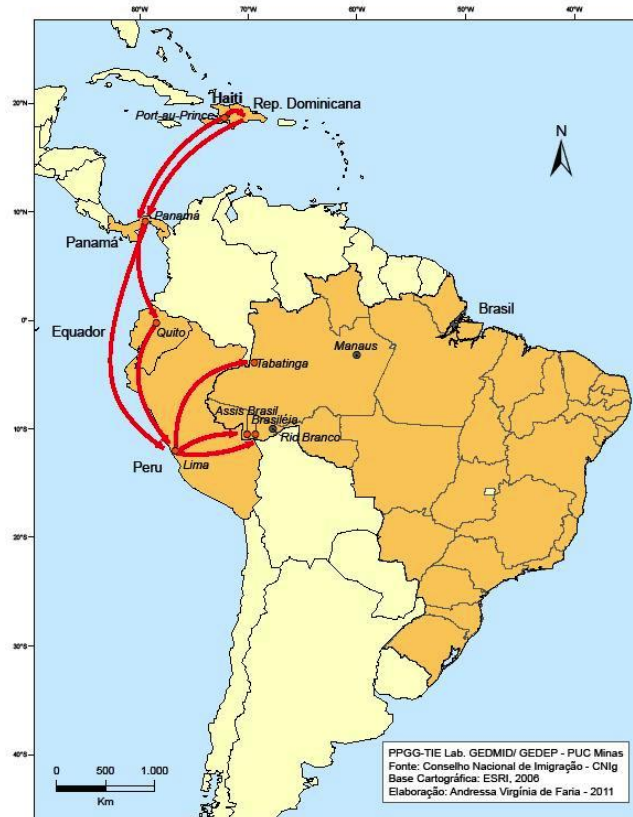 80°W 70°W 60°W 50°W 40°W
20°N
Haiti
Port-au-Prince
Rep. Dominicana
N
10°N
Panamá
Panamá
Brasil
0°
Equador
Quito
Manaus
Tabatinga
Assis Brasil
Brasiléia
10°S
Rio Branco
Peru
Lima
20°S
30°S
40°S
0 500 1.000
Km
PPGG-TIE Lab. GEDMID/ GEDEP - PUC Minas
Fonte: Conselho Nacional de Imigração - CNIg
Base Cartográfica: ESRI, 2006
Elaboração: Andressa Virgínia de Faria - 2011